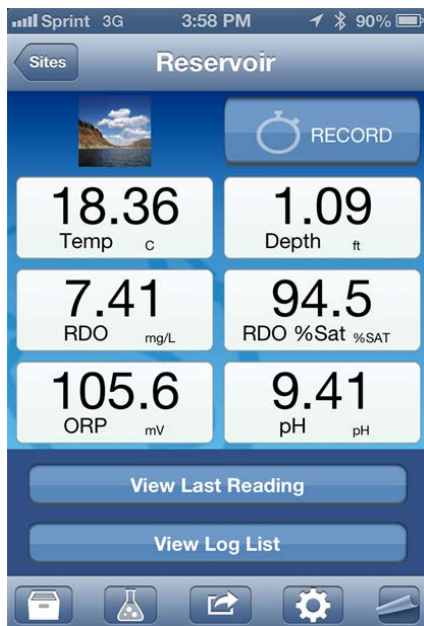 Sprint 3G 3:58 PM 90%
Sites Reservoir
RECORD
18.36 1.09
Temp C Depth ft
7.41 94.5
RDO mg/L RDO %Sat %SAT
105.6 9.41
ORP mV pH pH
View Last Reading
View Log List